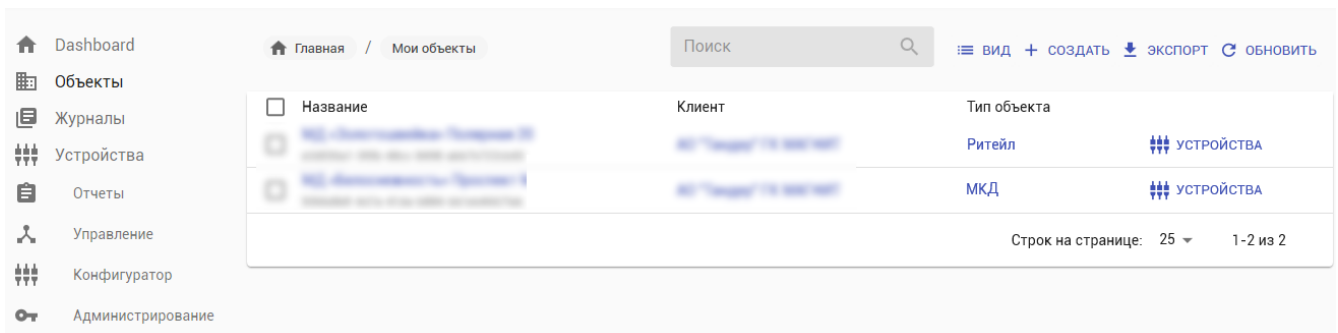 Dashboard
Объекты
Журналы
Устройства
Отчеты
Управление
Конфигуратор
Администрирование
Главная / Мои объекты
Поиск
ВИД
СОЗДАТЬ
ЭКСПОРТ
ОБНОВИТЬ
Название Клиент Тип объекта
Ритейл УСТРОЙСТВА
МКД УСТРОЙСТВА
Строк на странице: 25 1-2 из 2